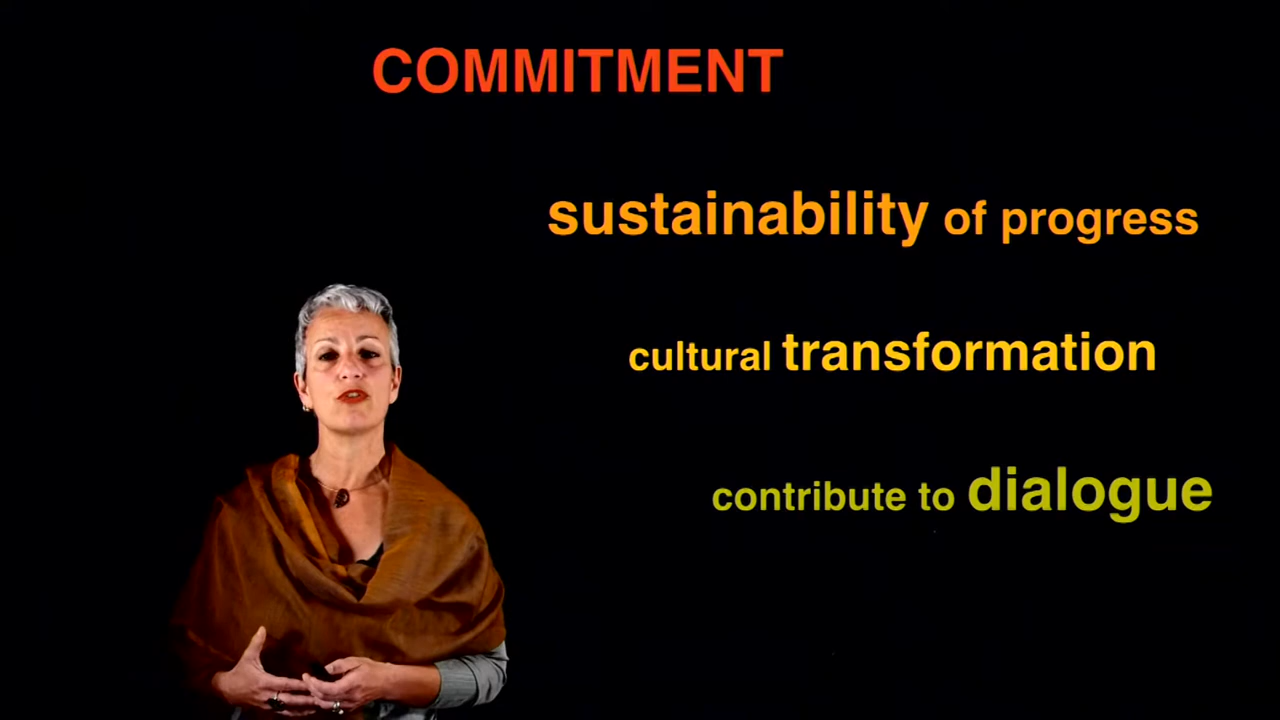 COMMITMENT
sustainability of progress
cultural transformation
contribute to dialogue